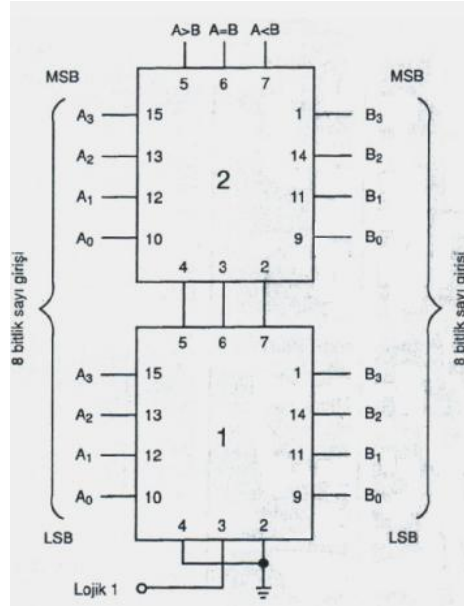 A>B A=B A<B
5 6 7
MSB MSB
A3 15 1 B3
A2 13 14 B2
2
A1 12 11 B1
A0 10 9 B0
4 3 2
8 bitlik sayı girişi
8 bitlik sayı girişi
5 6 7
A3 15 1 B3
A2 13 14 B2
1
A1 12 11 B1
A0 10 9 B0
4 3 2
LSB LSB
Lojik 1